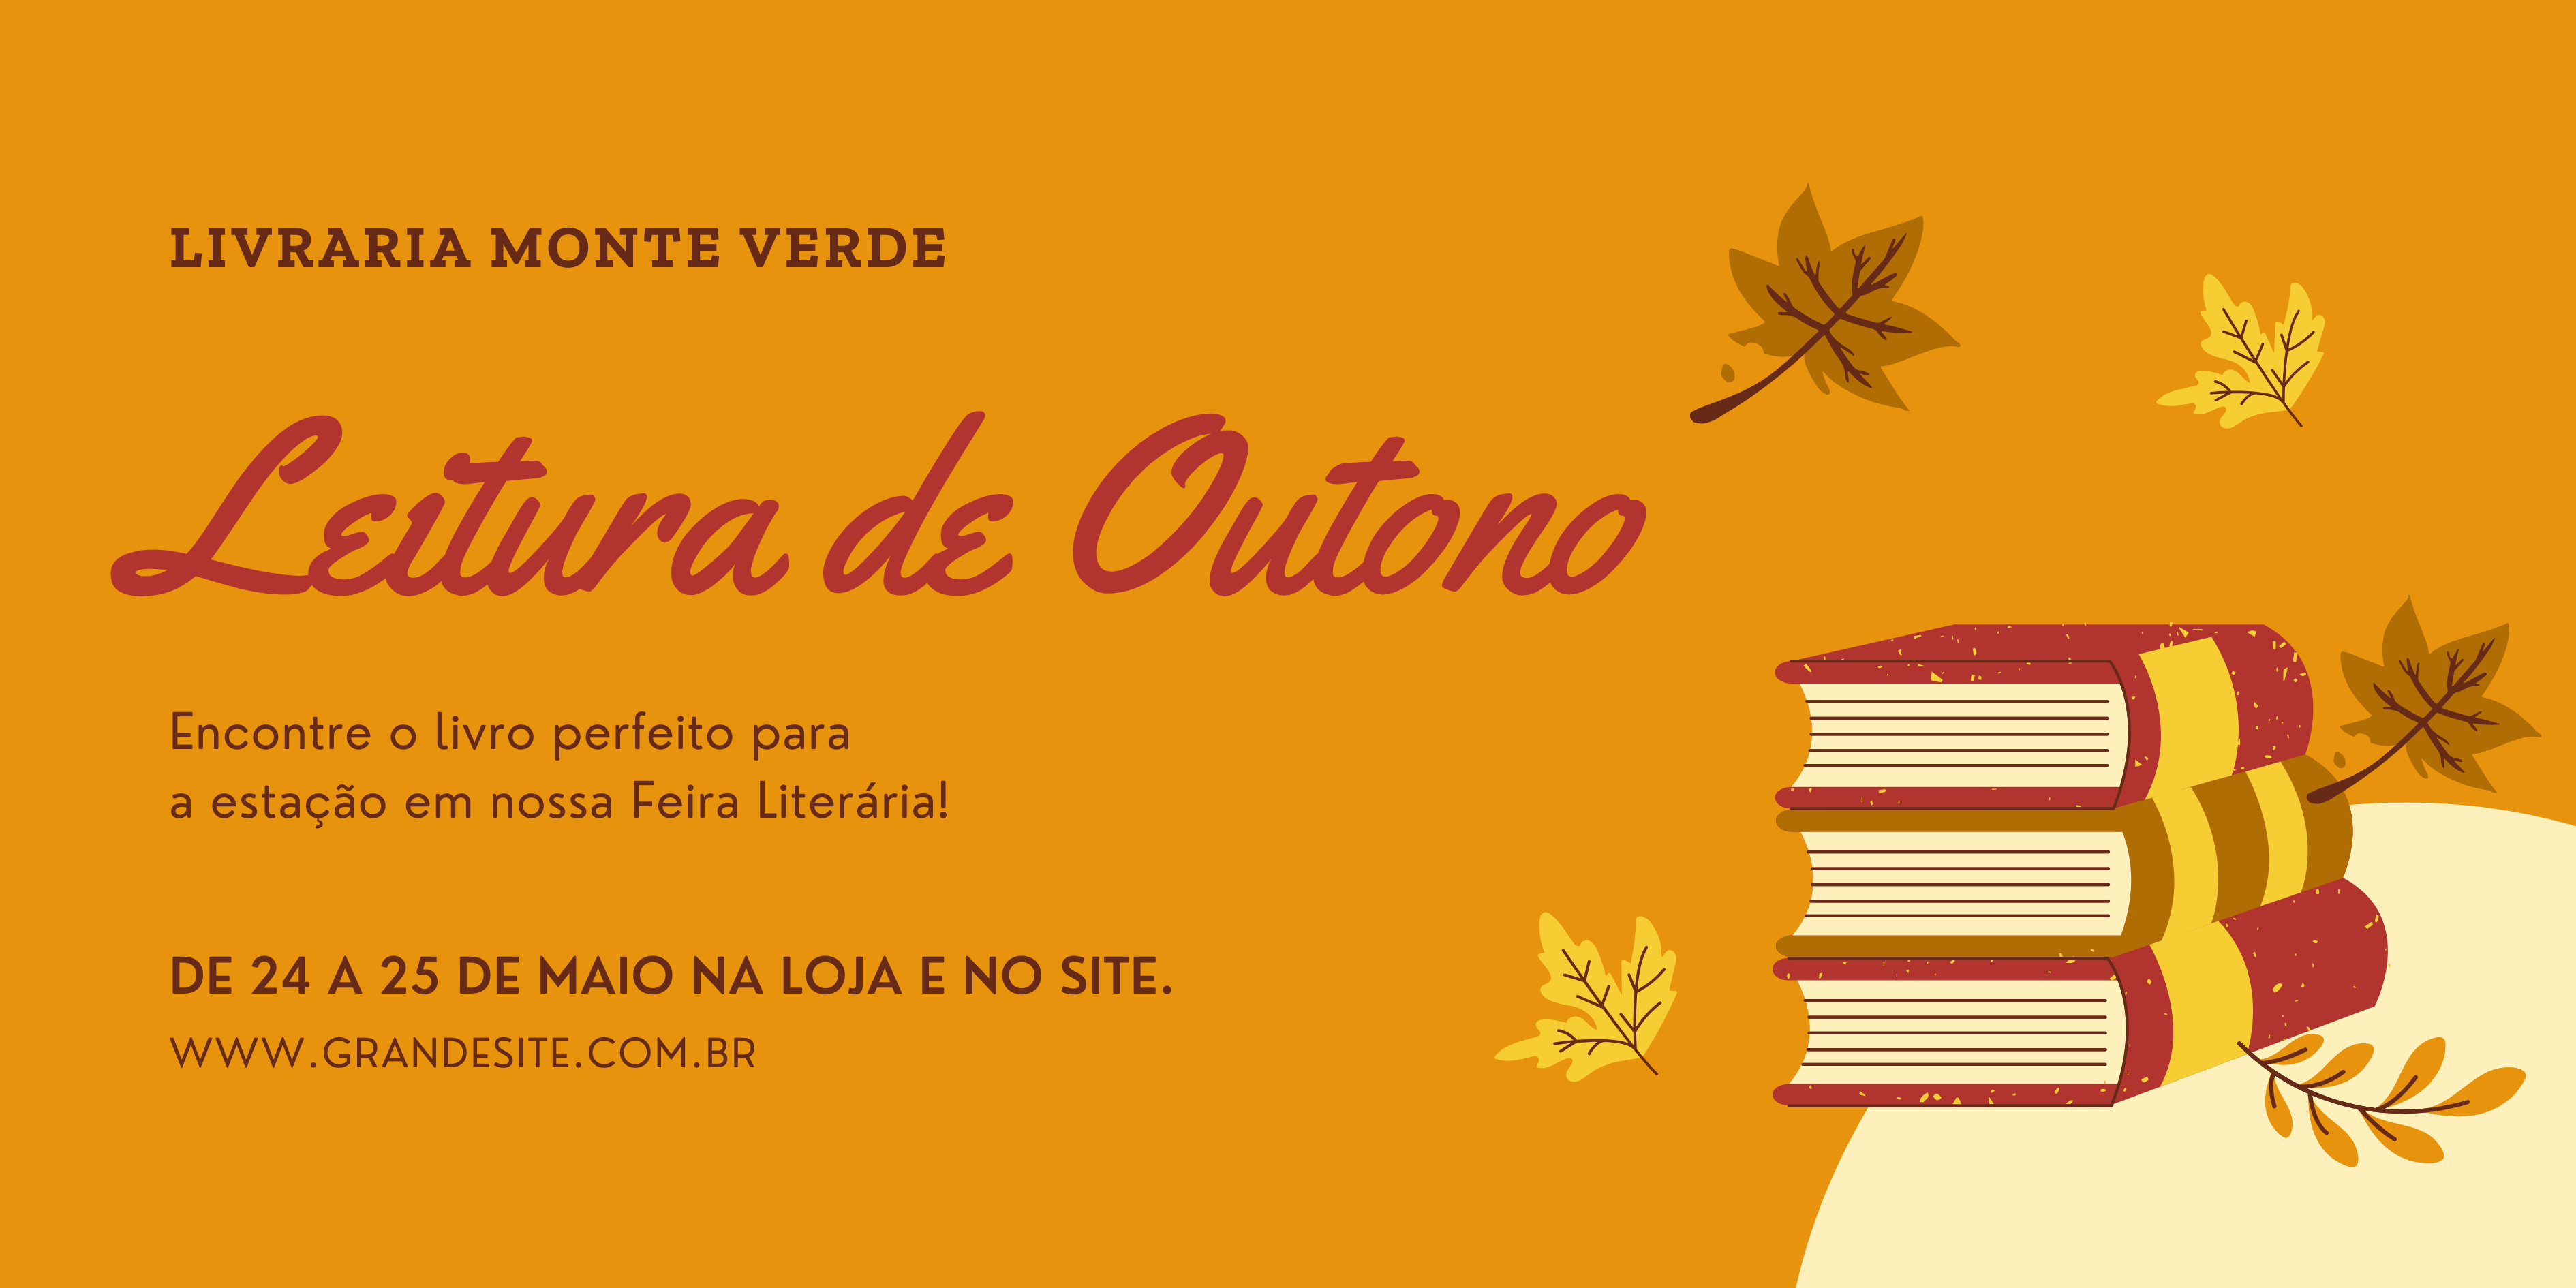 LIVRARIA MONTE VERDE
Leitura de Outono
Encontre o livro perfeito para
a estação em nossa Feira Literária!
DE 24 A 25 DE MAIO NA LOJA E NO SITE.
WWW.GRANDESITE.COM.BR